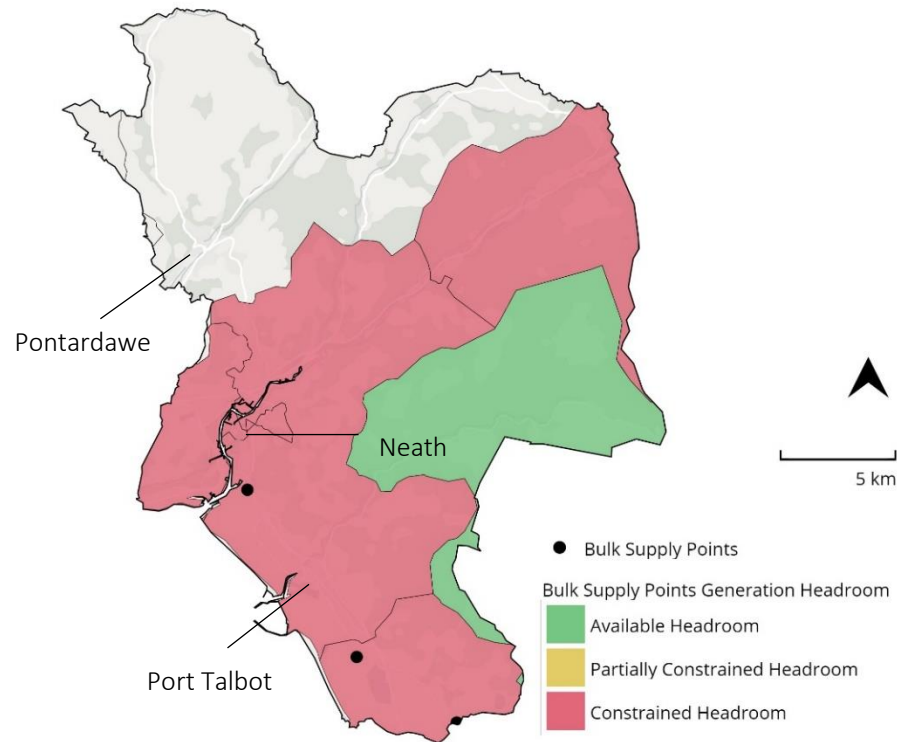 Pontardawe
Neath
Port Talbot
5 km
Bulk Supply Points
Bulk Supply Points Generation Headroom
Available Headroom
Partially Constrained Headroom
Constrained Headroom